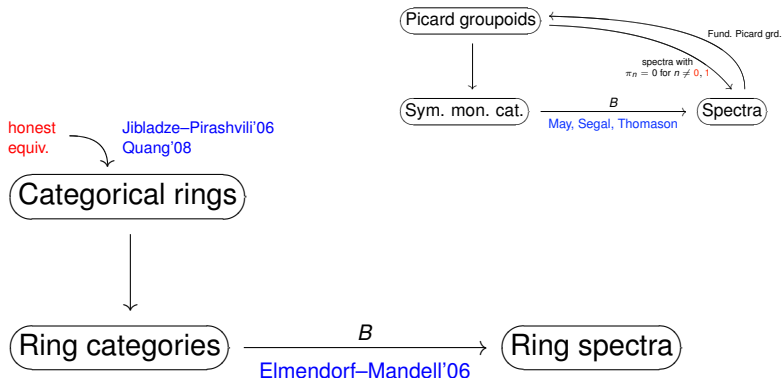 Picard groupoids
Fund. Picard grd.
spectra with
πn = 0 for n ≠ 0, 1
Sym. mon. cat.
B
Spectra
May, Segal, Thomason
honest
equiv.
Jibladze–Pirashvili'06
Quang'08
Categorical rings
Ring categories
B
Ring spectra
Elmendorf–Mandell'06